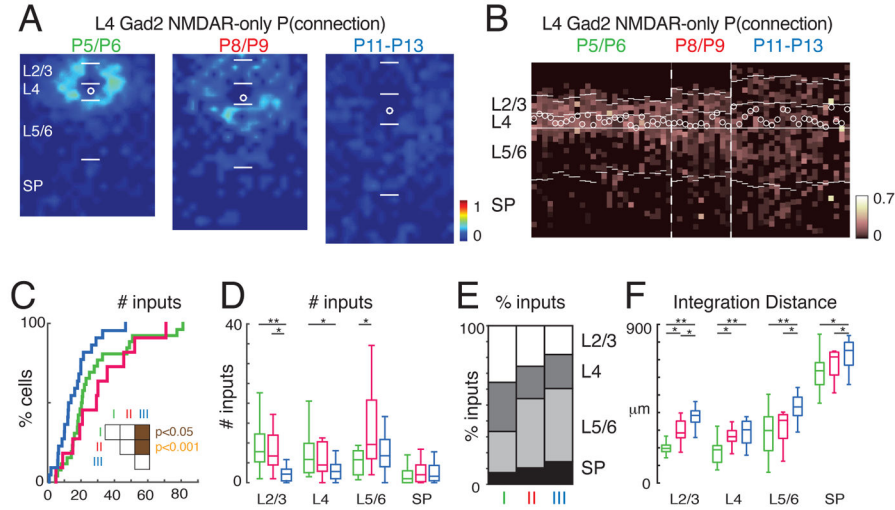 A
L4 Gad2 NMDAR-only P(connection)
P5/P6 P8/P9 P11-P13
L2/3
L4
L5/6
SP
1
0
B
L4 Gad2 NMDAR-only P(connection)
P5/P6 P8/P9 P11-P13
L2/3
L4
L5/6
SP
0.7
0
C # inputs
% cells
100
0
0 20 40 60 80
I II III
I
II
III
p<0.05
p<0.001
D # inputs
# inputs
40
0
** *
*
*
L2/3 L4 L5/6 SP
E % inputs
% inputs
100
0
L2/3
L4
L5/6
SP
I II III
F Integration Distance
μm
900
0
** ** ** *
* * * * *
L2/3 L4 L5/6 SP